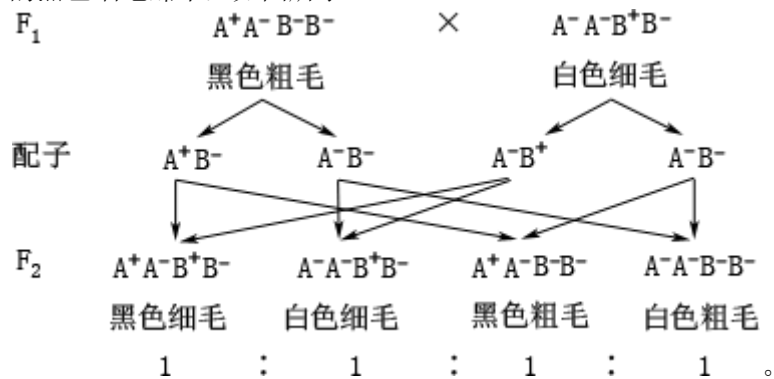 F₁ A⁺A⁻B⁻B⁻ × A⁻A⁻B⁺B⁻
黑色粗毛 白色细毛
配子 A⁺B⁻ A⁻B⁻ A⁻B⁺ A⁻B⁻
F₂ A⁺A⁻B⁺B⁻ A⁻A⁻B⁺B⁻ A⁺A⁻B⁻B⁻ A⁻A⁻B⁻B⁻
黑色细毛 白色细毛 黑色粗毛 白色粗毛
1 : 1 : 1 : 1 。